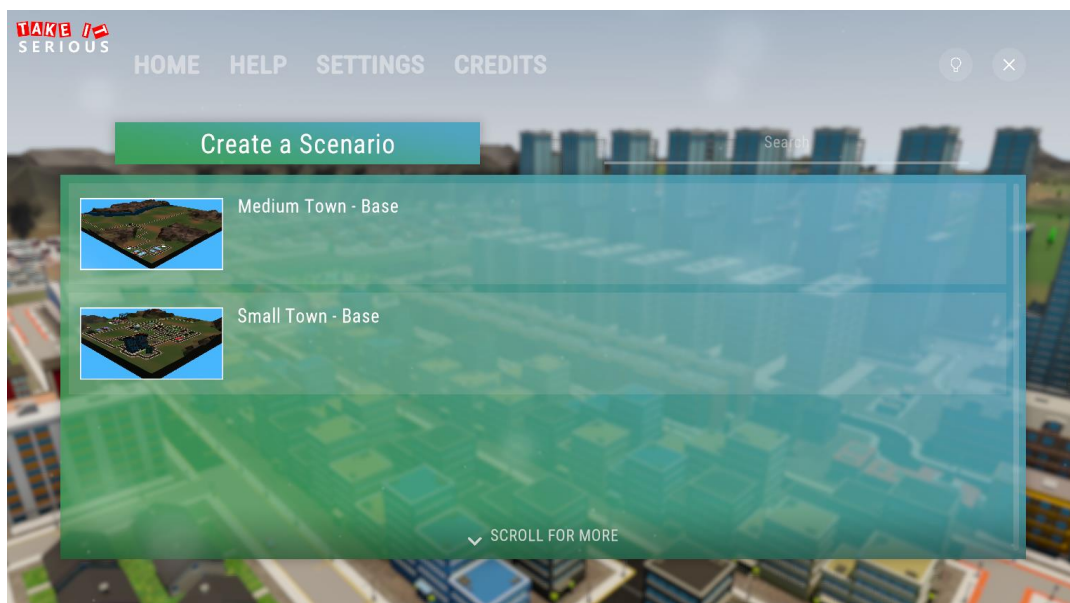 TAKE IT
SERIOUS
HOME HELP SETTINGS CREDITS
Create a Scenario
Search
Medium Town - Base
Small Town - Base
SCROLL FOR MORE